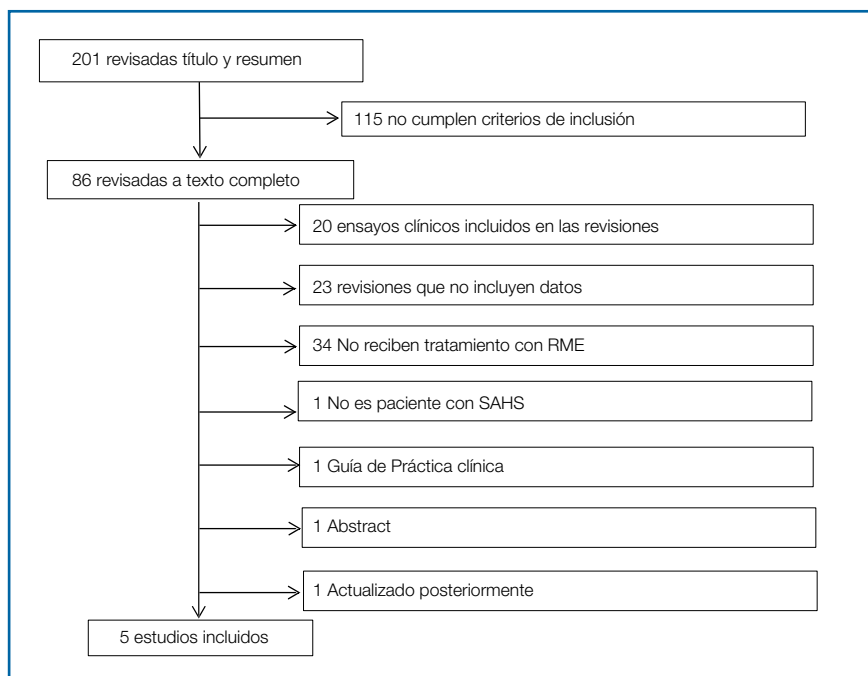 201 revisadas título y resumen
115 no cumplen criterios de inclusión
86 revisadas a texto completo
20 ensayos clínicos incluidos en las revisiones
23 revisiones que no incluyen datos
34 No reciben tratamiento con RME
1 No es paciente con SAHS
1 Guía de Práctica clínica
1 Abstract
1 Actualizado posteriormente
5 estudios incluidos